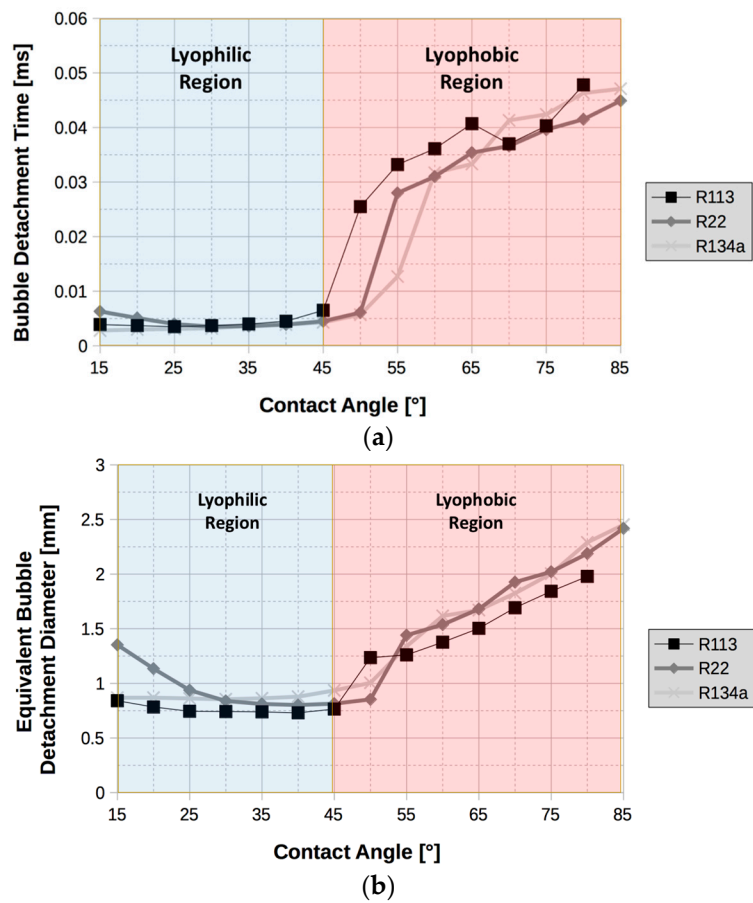 0.06
0.05
0.04
0.03
0.02
0.01
0
Bubble Detachment Time [ms]
Lyophilic
Region
Lyophobic
Region
15 25 35 45 55 65 75 85
Contact Angle [°]
R113
R22
R134a
(a)
3
2.5
2
1.5
1
0.5
0
Equivalent Bubble
Detachment Diameter [mm]
Lyophilic
Region
Lyophobic
Region
15 25 35 45 55 65 75 85
Contact Angle [°]
R113
R22
R134a
(b)